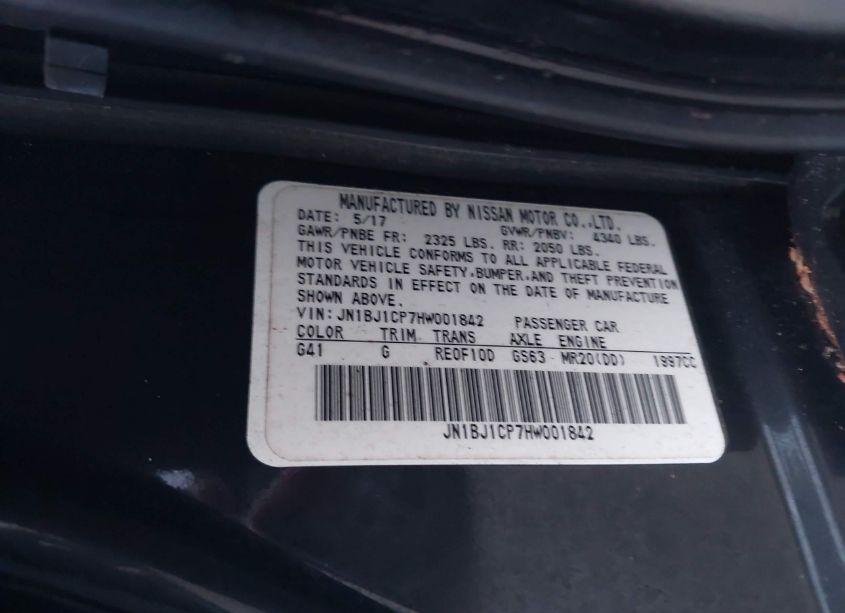 MANUFACTURED BY NISSAN MOTOR CO.,LTD.
DATE: 5/17 GVWR/PNBV: 4340 LBS.
GAWR/PNBE FR: 2325 LBS. RR: 2050 LBS.
THIS VEHICLE CONFORMS TO ALL APPLICABLE FEDERAL
MOTOR VEHICLE SAFETY,BUMPER,AND THEFT PREVENTION
STANDARDS IN EFFECT ON THE DATE OF MANUFACTURE
SHOWN ABOVE.
VIN: JN1BJ1CP7HW001842 PASSENGER CAR
COLOR TRIM TRANS AXLE ENGINE
G41 G RE0F10D GS63 MR20(DD) 1997CC
JN1BJ1CP7HW001842